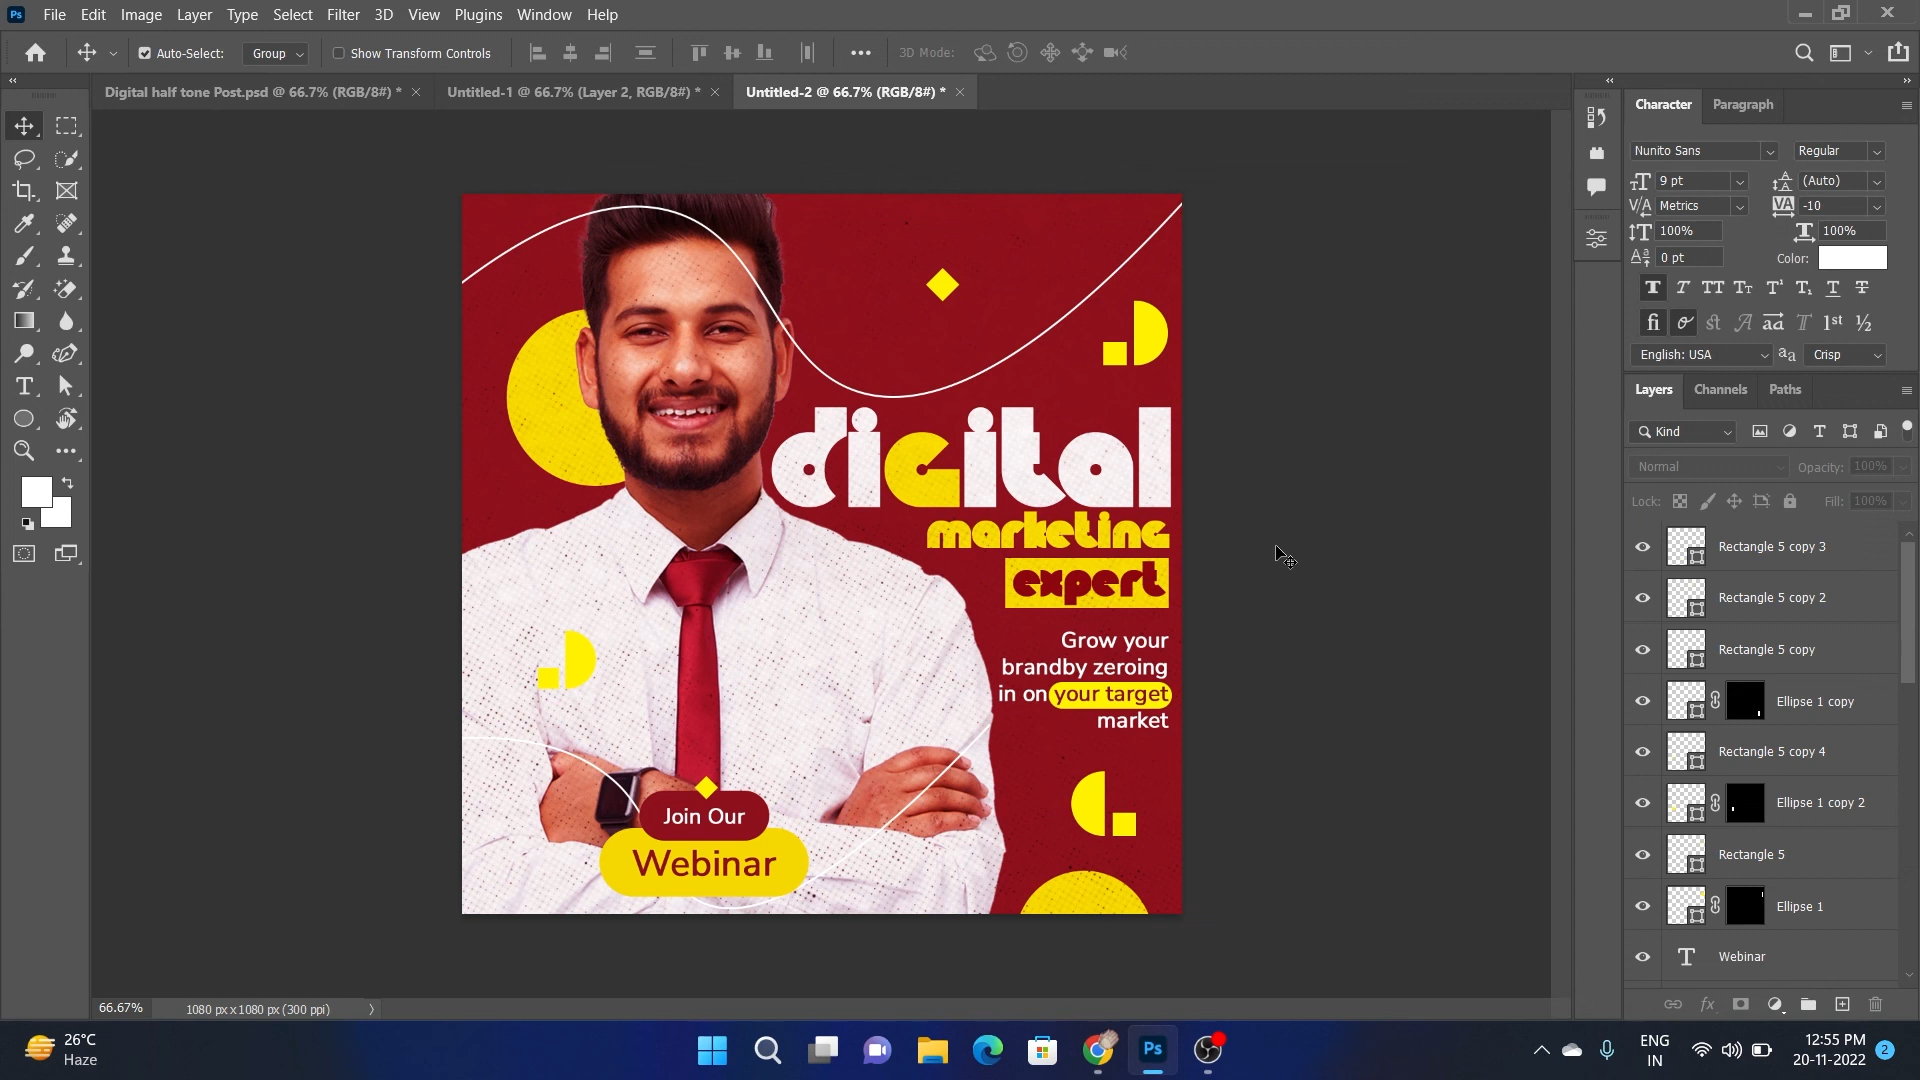 Ps File Edit Image Layer Type Select Filter 3D View Plugins Window Help
Auto-Select: Group Show Transform Controls 3D Mode:
Digital half tone Post.psd @ 66.7% (RGB/8#) * Untitled-1 @ 66.7% (Layer 2, RGB/8#) * Untitled-2 @ 66.7% (RGB/8#) *
Character Paragraph
Nunito Sans Regular
9 pt (Auto)
Metrics -10
100% 100%
0 pt Color:
English: USA Crisp
Layers Channels Paths
Kind
Normal Opacity: 100%
Lock: Fill: 100%
Rectangle 5 copy 3
Rectangle 5 copy 2
Rectangle 5 copy
Ellipse 1 copy
Rectangle 5 copy 4
Ellipse 1 copy 2
Rectangle 5
Ellipse 1
Webinar
digital
marketing
expert
Grow your
brandby zeroing
in on your target
market
Join Our
Webinar
66.67% 1080 px x 1080 px (300 ppi)
26°C
Haze
Ps
ENG
IN
12:55 PM
20-11-2022
2